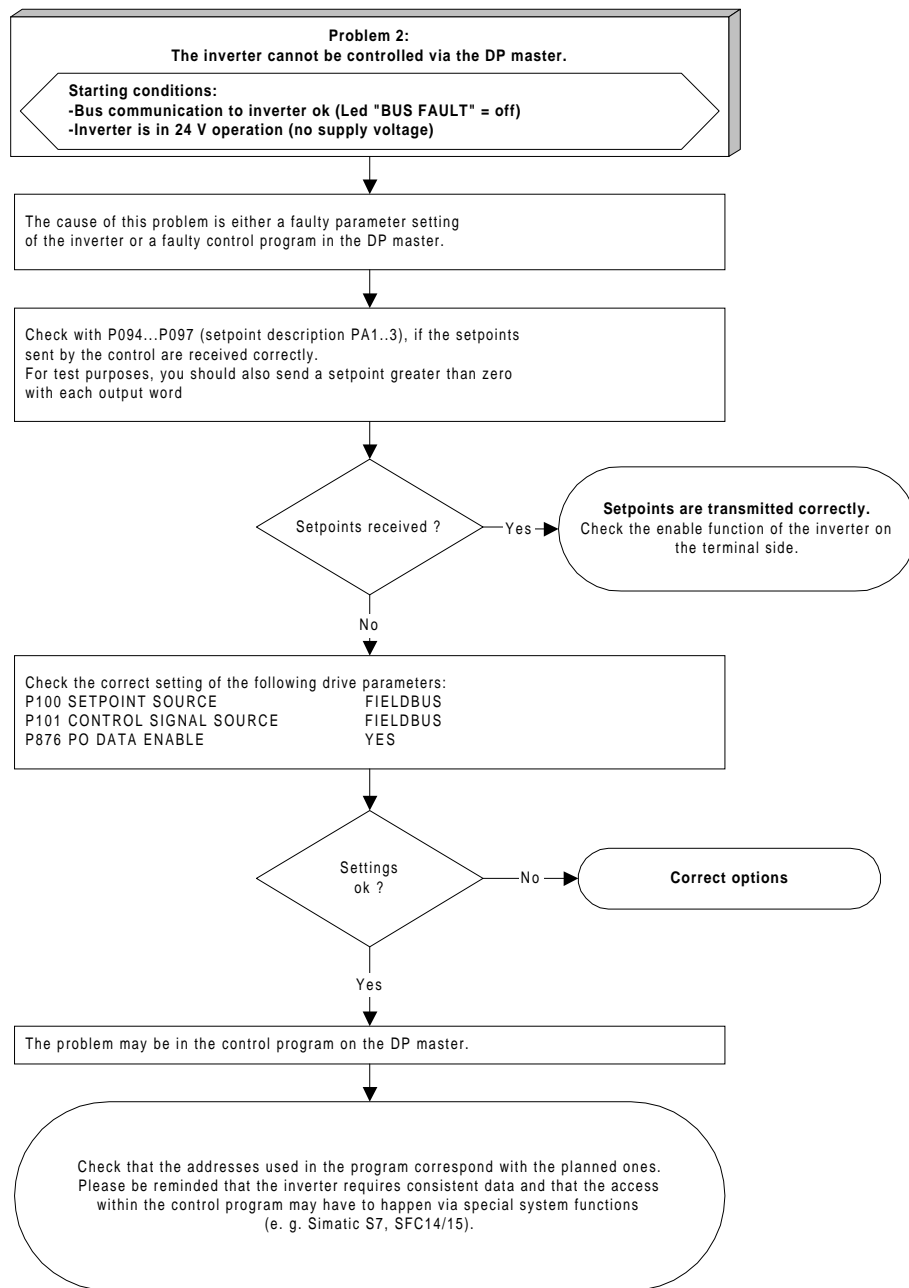 Problem 2:
The inverter cannot be controlled via the DP master.
Starting conditions:
-Bus communication to inverter ok (Led "BUS FAULT" = off)
-Inverter is in 24 V operation (no supply voltage)
The cause of this problem is either a faulty parameter setting
of the inverter or a faulty control program in the DP master.
Check with P094...P097 (setpoint description PA1..3), if the setpoints
sent by the control are received correctly.
For test purposes, you should also send a setpoint greater than zero
with each output word
Setpoints received ?
Yes
Setpoints are transmitted correctly.
Check the enable function of the inverter on
the terminal side.
No
Check the correct setting of the following drive parameters:
P100 SETPOINT SOURCE FIELDBUS
P101 CONTROL SIGNAL SOURCE FIELDBUS
P876 PO DATA ENABLE YES
Settings
ok ?
No
Correct options
Yes
The problem may be in the control program on the DP master.
Check that the addresses used in the program correspond with the planned ones.
Please be reminded that the inverter requires consistent data and that the access
within the control program may have to happen via special system functions
(e. g. Simatic S7, SFC14/15).